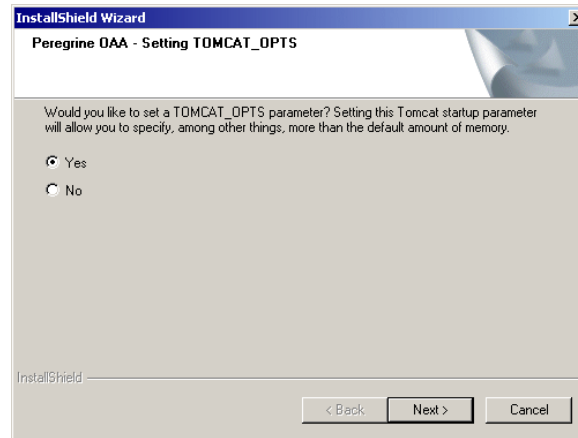 InstallShield Wizard
Peregrine OAA - Setting TOMCAT_OPTS
Would you like to set a TOMCAT_OPTS parameter? Setting this Tomcat startup parameter
will allow you to specify, among other things, more than the default amount of memory.
Yes
No
InstallShield
< Back
Next >
Cancel